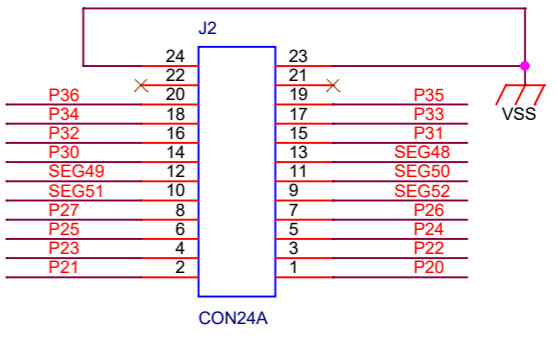 J2
24 23
22 21
P36 20 19 P35
P34 18 17 P33
VSS
P32 16 15 P31
P30 14 13 SEG48
SEG49 12 11 SEG50
SEG51 10 9 SEG52
P27 8 7 P26
P25 6 5 P24
P23 4 3 P22
P21 2 1 P20
CON24A